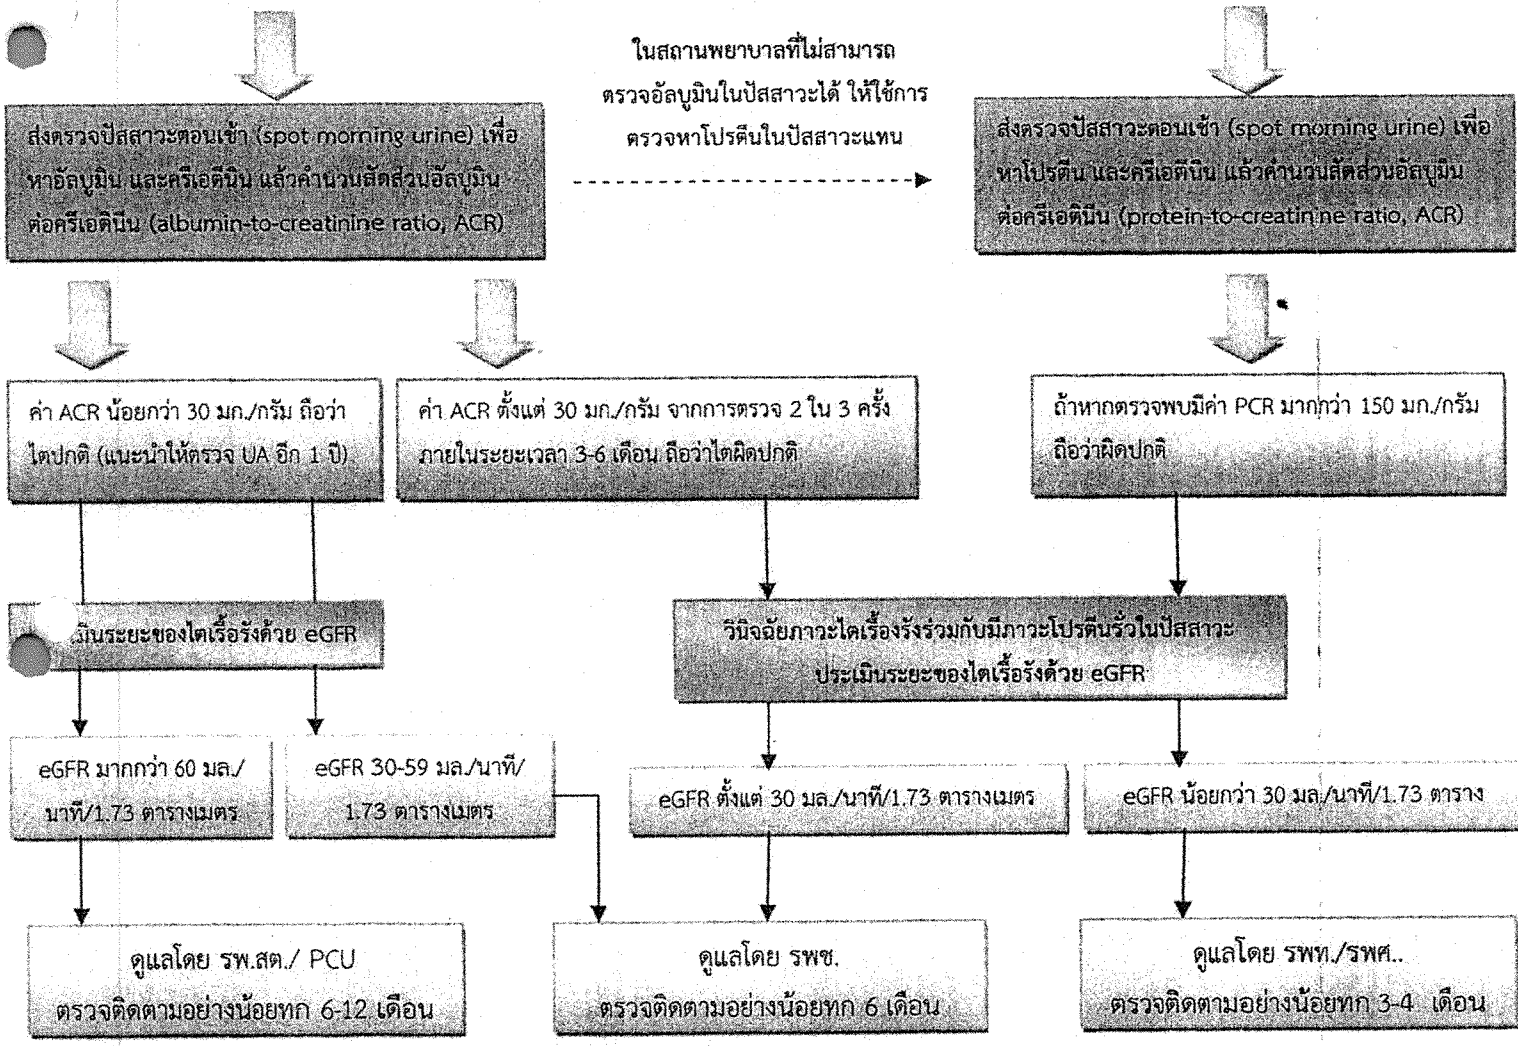 ในสถานพยาบาลที่ไม่สามารถ
ตรวจอัลบูมินในปัสสาวะได้ ให้ใช้การ
ตรวจหาโปรตีนในปัสสาวะแทน
ส่งตรวจปัสสาวะตอนเช้า (spot morning urine) เพื่อ
หาอัลบูมิน และครีเอตินิน แล้วคำนวนสัดส่วนอัลบูมิน
ต่อครีเอตินีน (albumin-to-creatinine ratio, ACR)
ส่งตรวจปัสสาวะตอนเช้า (spot morning urine) เพื่อ
หาโปรตีน และครีเอตินิน แล้วคำนวนสัดส่วนอัลบูมิน
ต่อครีเอตินีน (protein-to-creatinine ratio, ACR)
ค่า ACR น้อยกว่า 30 มก./กรัม ถือว่า
ไตปกติ (แนะนำให้ตรวจ UA อีก 1 ปี)
ค่า ACR ตั้งแต่ 30 มก./กรัม จากการตรวจ 2 ใน 3 ครั้ง
ภายในระยะเวลา 3-6 เดือน ถือว่าไตผิดปกติ
ถ้าหากตรวจพบมีค่า PCR มากกว่า 150 มก./กรัม
ถือว่าผิดปกติ
เมินระยะของไตเรื้อรังด้วย eGFR
วินิจฉัยภาวะไตเรื้องรังร่วมกับมีภาวะโปรตีนรั่วในปัสสาวะ
ประเมินระยะของไตเรื้อรังด้วย eGFR
eGFR มากกว่า 60 มล./
นาที/1.73 ตารางเมตร
eGFR 30-59 มล./นาที/
1.73 ตารางเมตร
eGFR ตั้งแต่ 30 มล./นาที/1.73 ตารางเมตร
eGFR น้อยกว่า 30 มล./นาที/1.73 ตาราง
ดูแลโดย รพ.สต./ PCU
ตรวจติดตามอย่างน้อยทก 6-12 เดือน
ดูแลโดย รพช.
ตรวจติดตามอย่างน้อยทก 6 เดือน
ดูแลโดย รพท./รพศ..
ตรวจติดตามอย่างน้อยทก 3-4 เดือน